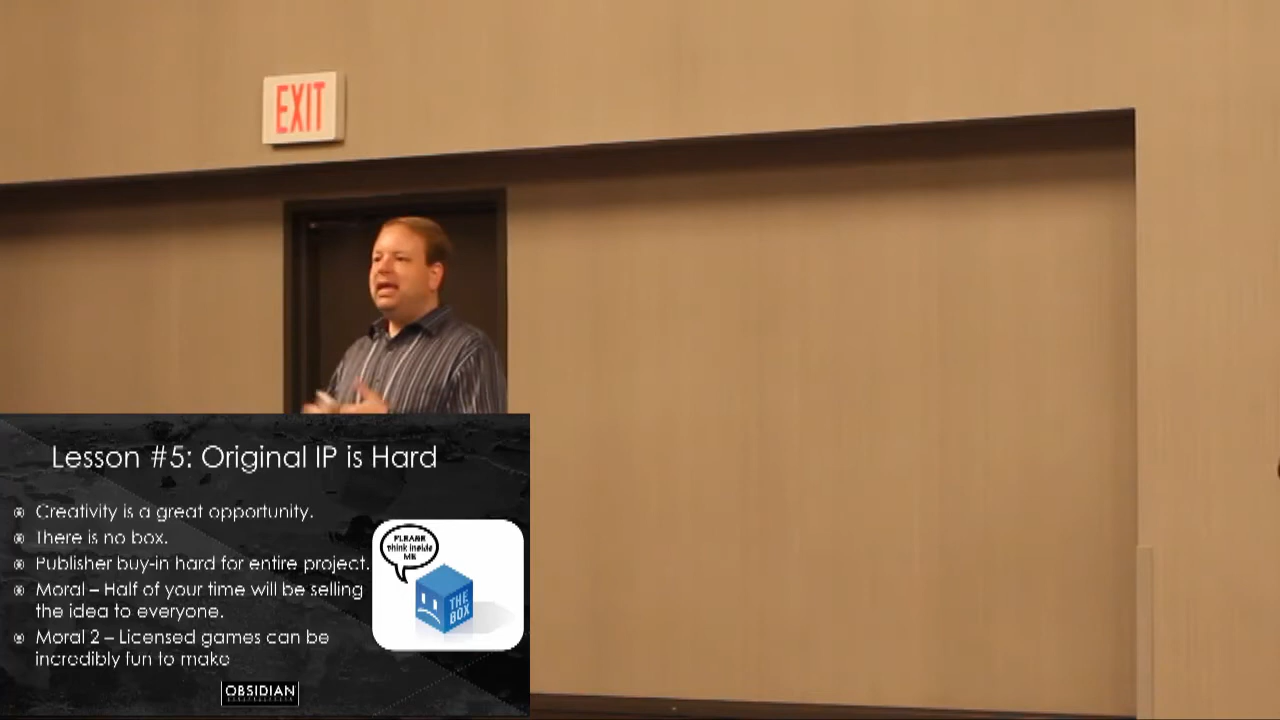 EXIT
Lesson #5: Original IP is Hard
Creativity is a great opportunity.
There is no box.
Publisher buy-in hard for entire project.
Moral – Half of your time will be selling
the idea to everyone.
Moral 2 – Licensed games can be
incredibly fun to make
PLEASE
think inside
ME
THE
BOX
OBSIDIAN